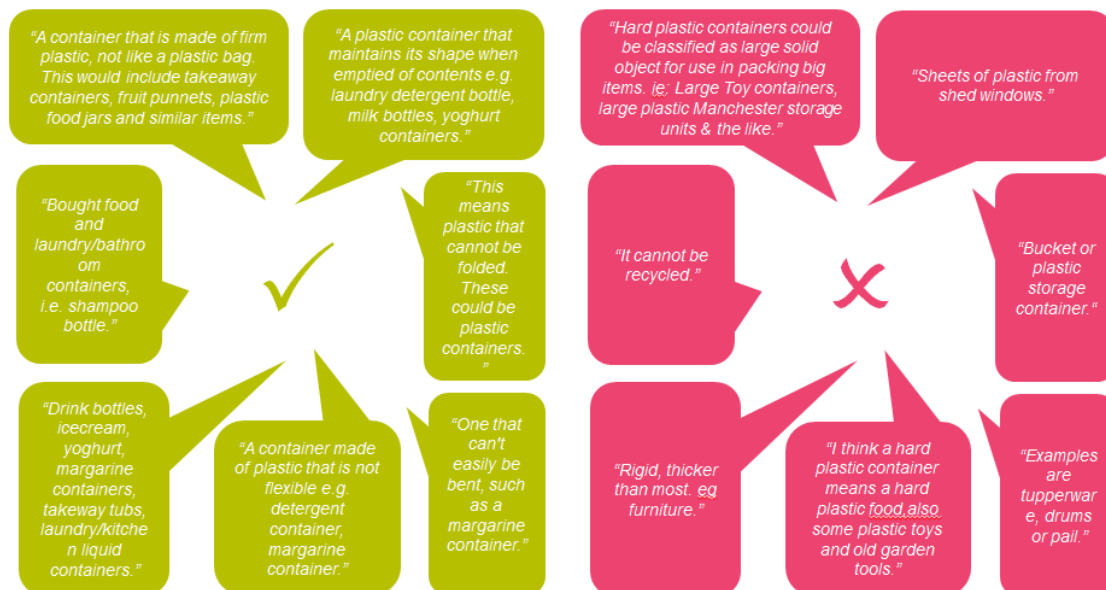 “A container that is made of firm
plastic, not like a plastic bag.
This would include takeaway
containers, fruit punnets, plastic
food jars and similar items.”
“A plastic container that
maintains its shape when
emptied of contents e.g.
laundry detergent bottle,
milk bottles, yoghurt
containers.”
“Bought food
and
laundry/bathro
om
containers,
i.e. shampoo
bottle.”
“This
means
plastic that
cannot be
folded.
These
could be
plastic
containers.
”
“Drink bottles,
icecream,
yoghurt,
margarine
containers,
takeway tubs,
laundry/kitche
n liquid
containers.”
“A container made
of plastic that is not
flexible e.g.
detergent
container,
margarine
container.”
“One that
can't
easily be
bent, such
as a
margarine
container.”
“Hard plastic containers could
be classified as large solid
object for use in packing big
items. ie: Large Toy containers,
large plastic Manchester storage
units & the like.”
“Sheets of plastic from
shed windows.”
“It cannot be
recycled.”
“Bucket or
plastic
storage
container.“
“Rigid, thicker
than most. eg
furniture.”
“I think a hard
plastic container
means a hard
plastic food,also
some plastic toys
and old garden
tools.”
“Examples
are
tupperwar
e, drums
or pail.”